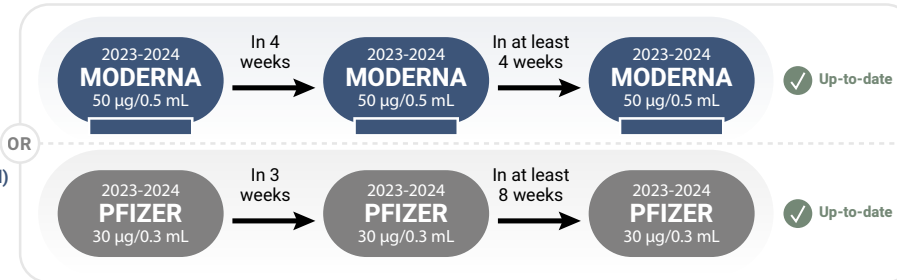 2023-2024
MODERNA
50 µg/0.5 mL
In 4
weeks
2023-2024
MODERNA
50 µg/0.5 mL
In at least
4 weeks
2023-2024
MODERNA
50 µg/0.5 mL
Up-to-date
OR
2023-2024
PFIZER
30 µg/0.3 mL
In 3
weeks
2023-2024
PFIZER
30 µg/0.3 mL
In at least
8 weeks
2023-2024
PFIZER
30 µg/0.3 mL
Up-to-date